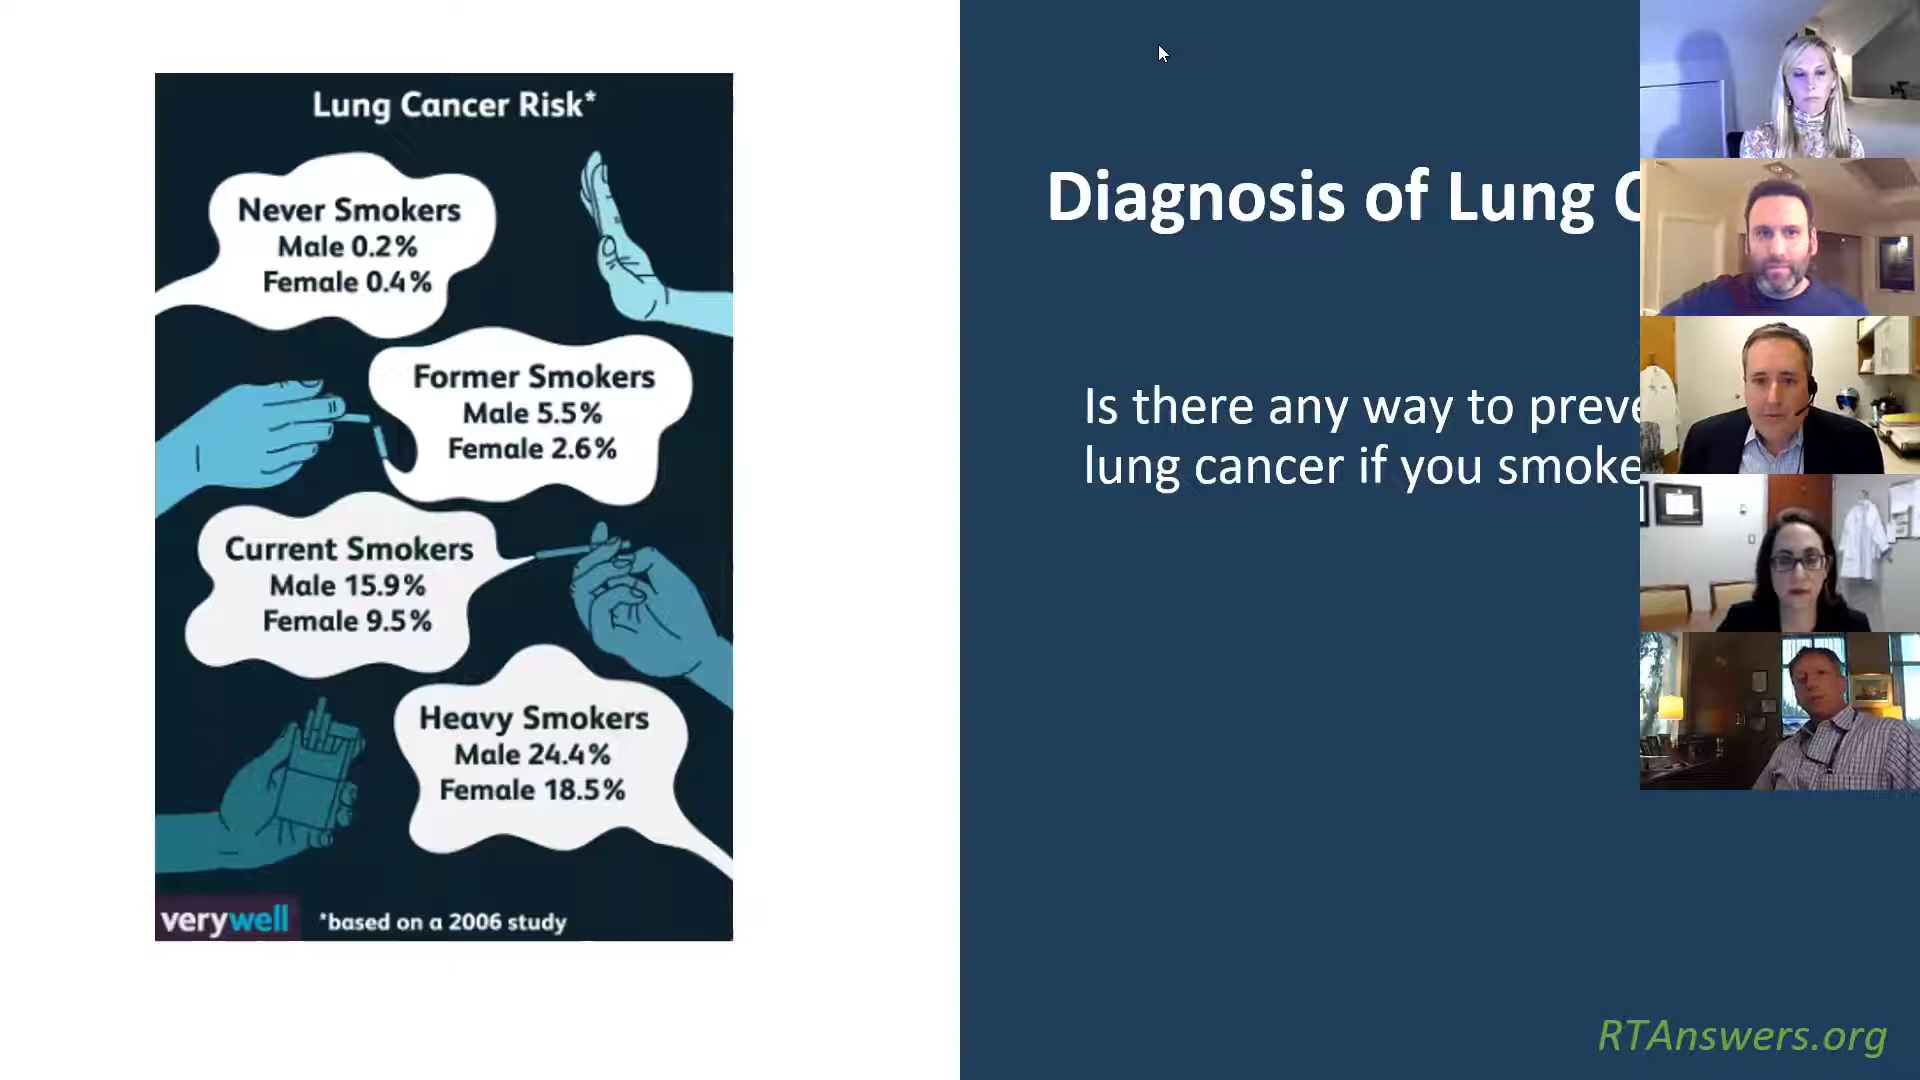 Lung Cancer Risk*
Never Smokers
Male 0.2%
Female 0.4%
Former Smokers
Male 5.5%
Female 2.6%
Current Smokers
Male 15.9%
Female 9.5%
Heavy Smokers
Male 24.4%
Female 18.5%
verywell
*based on a 2006 study
Diagnosis of Lung
Is there any way to
lung cancer if you smoke
RTAnswers.org